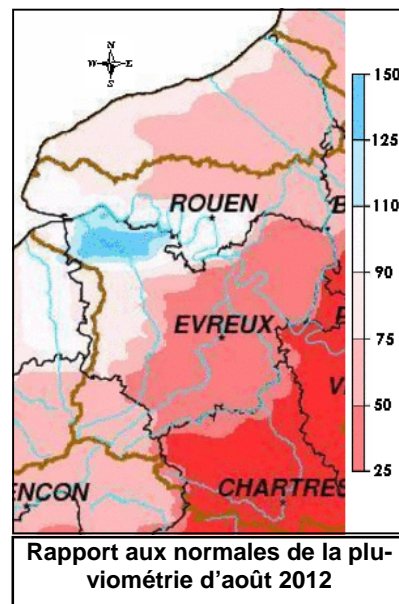 N
W E
S
150
125
110
90
75
50
25
ROUEN
B
EVREUX
P
V
ENCON
CHARTRES
Rapport aux normales de la plu-
viométrie d'août 2012